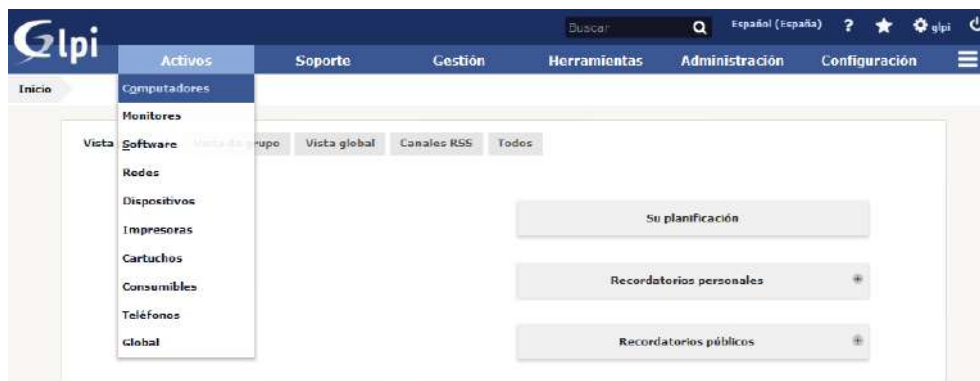 Glpi
Buscar
Español (España)
?
glpi
Activos
Soporte
Gestión
Herramientas
Administración
Configuración
Inicio
Computadores
Monitores
Vista
Software
grupo
Vista global
Canales RSS
Todos
Redes
Dispositivos
Impresoras
Su planificación
Cartuchos
Consumibles
Recordatorios personales
Teléfonos
Global
Recordatorios públicos